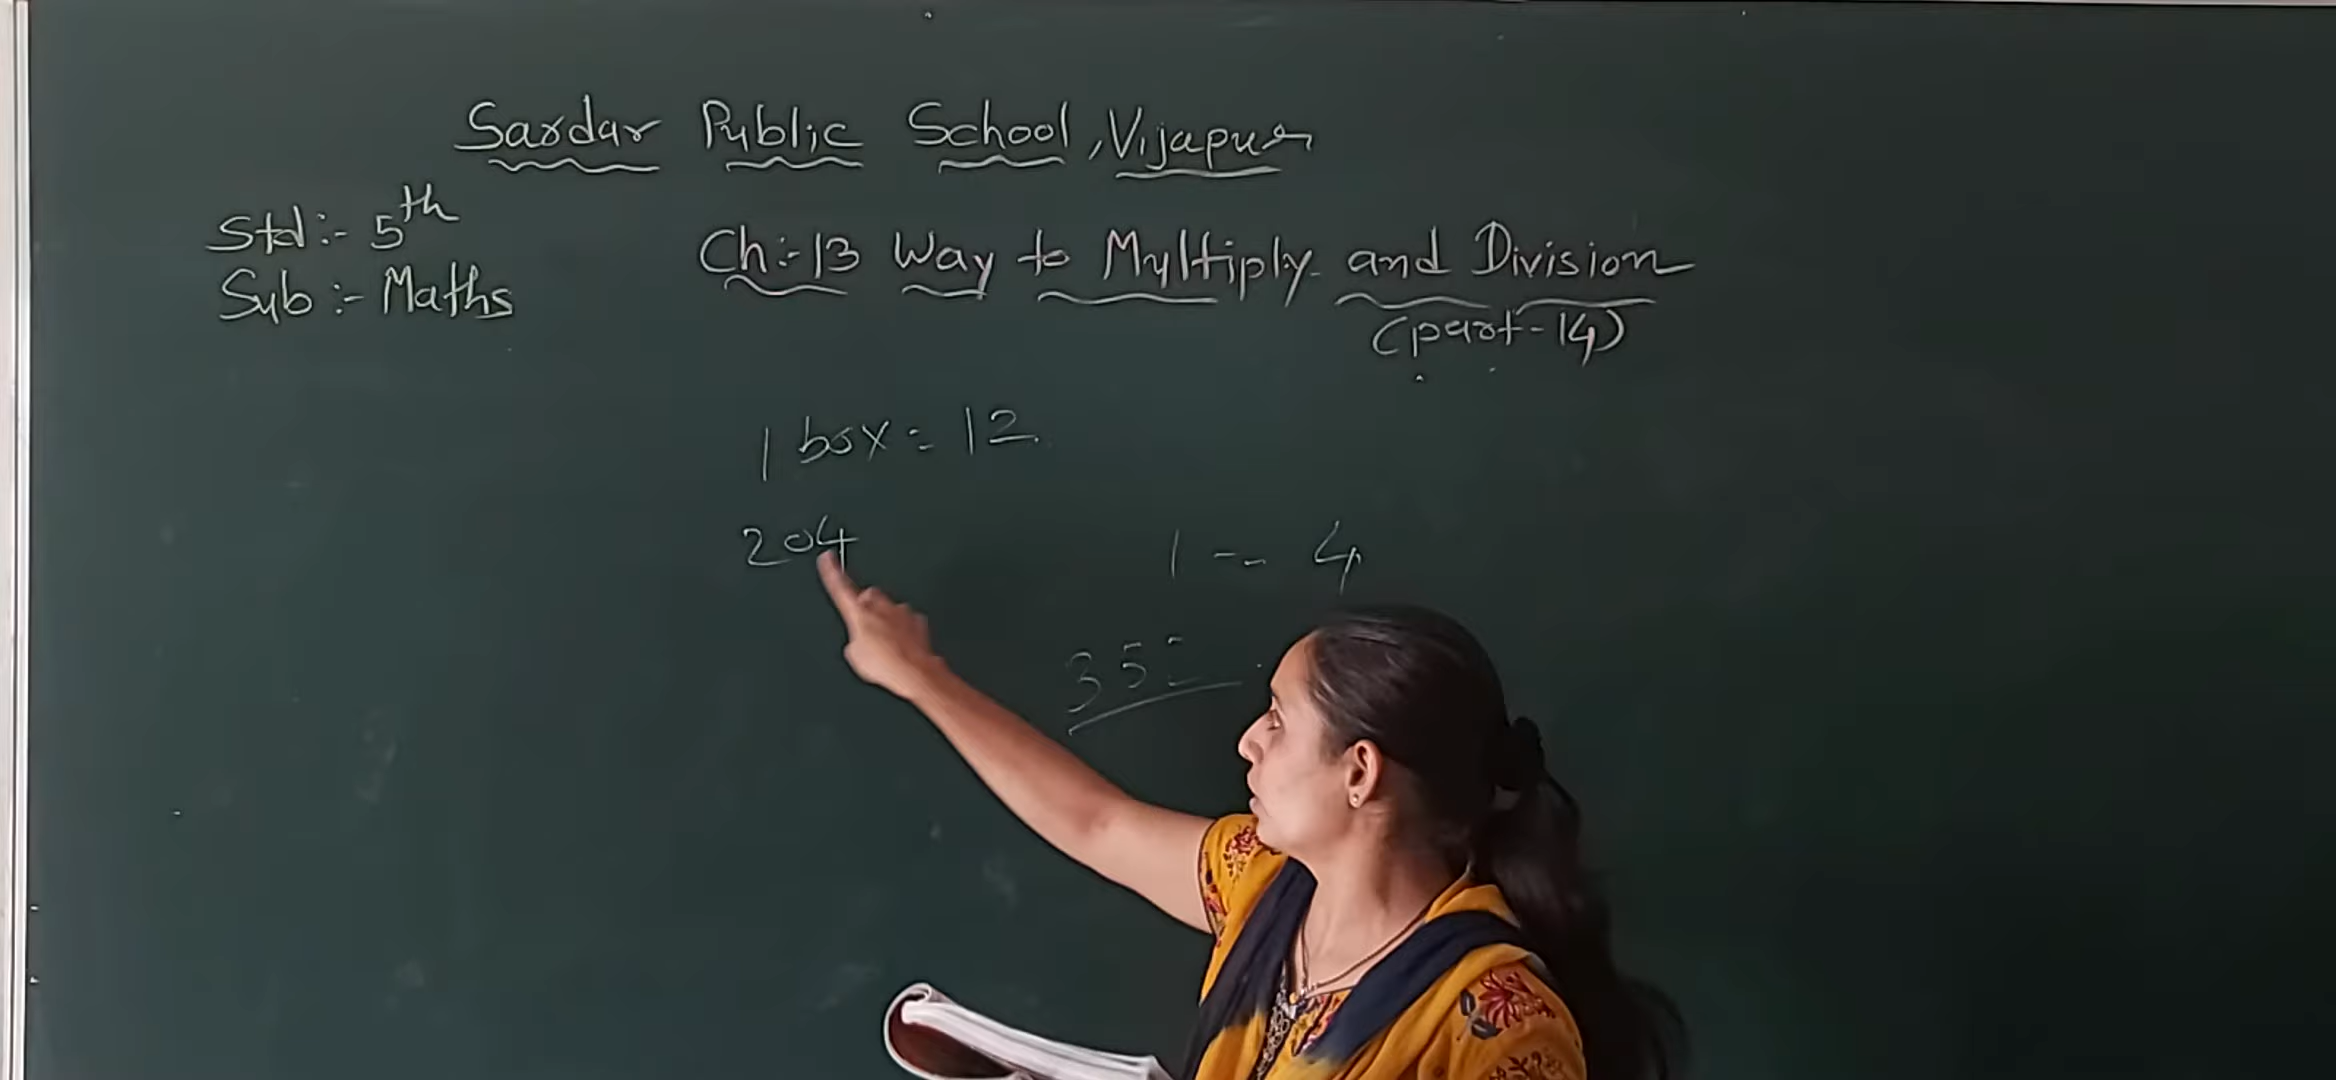 Sardar Public School, Vijapur
Std:- 5th
Sub:- Maths
Ch:-13 Way to Multiply and Division
(part-14)
1 box = 12
204
1 -- 4